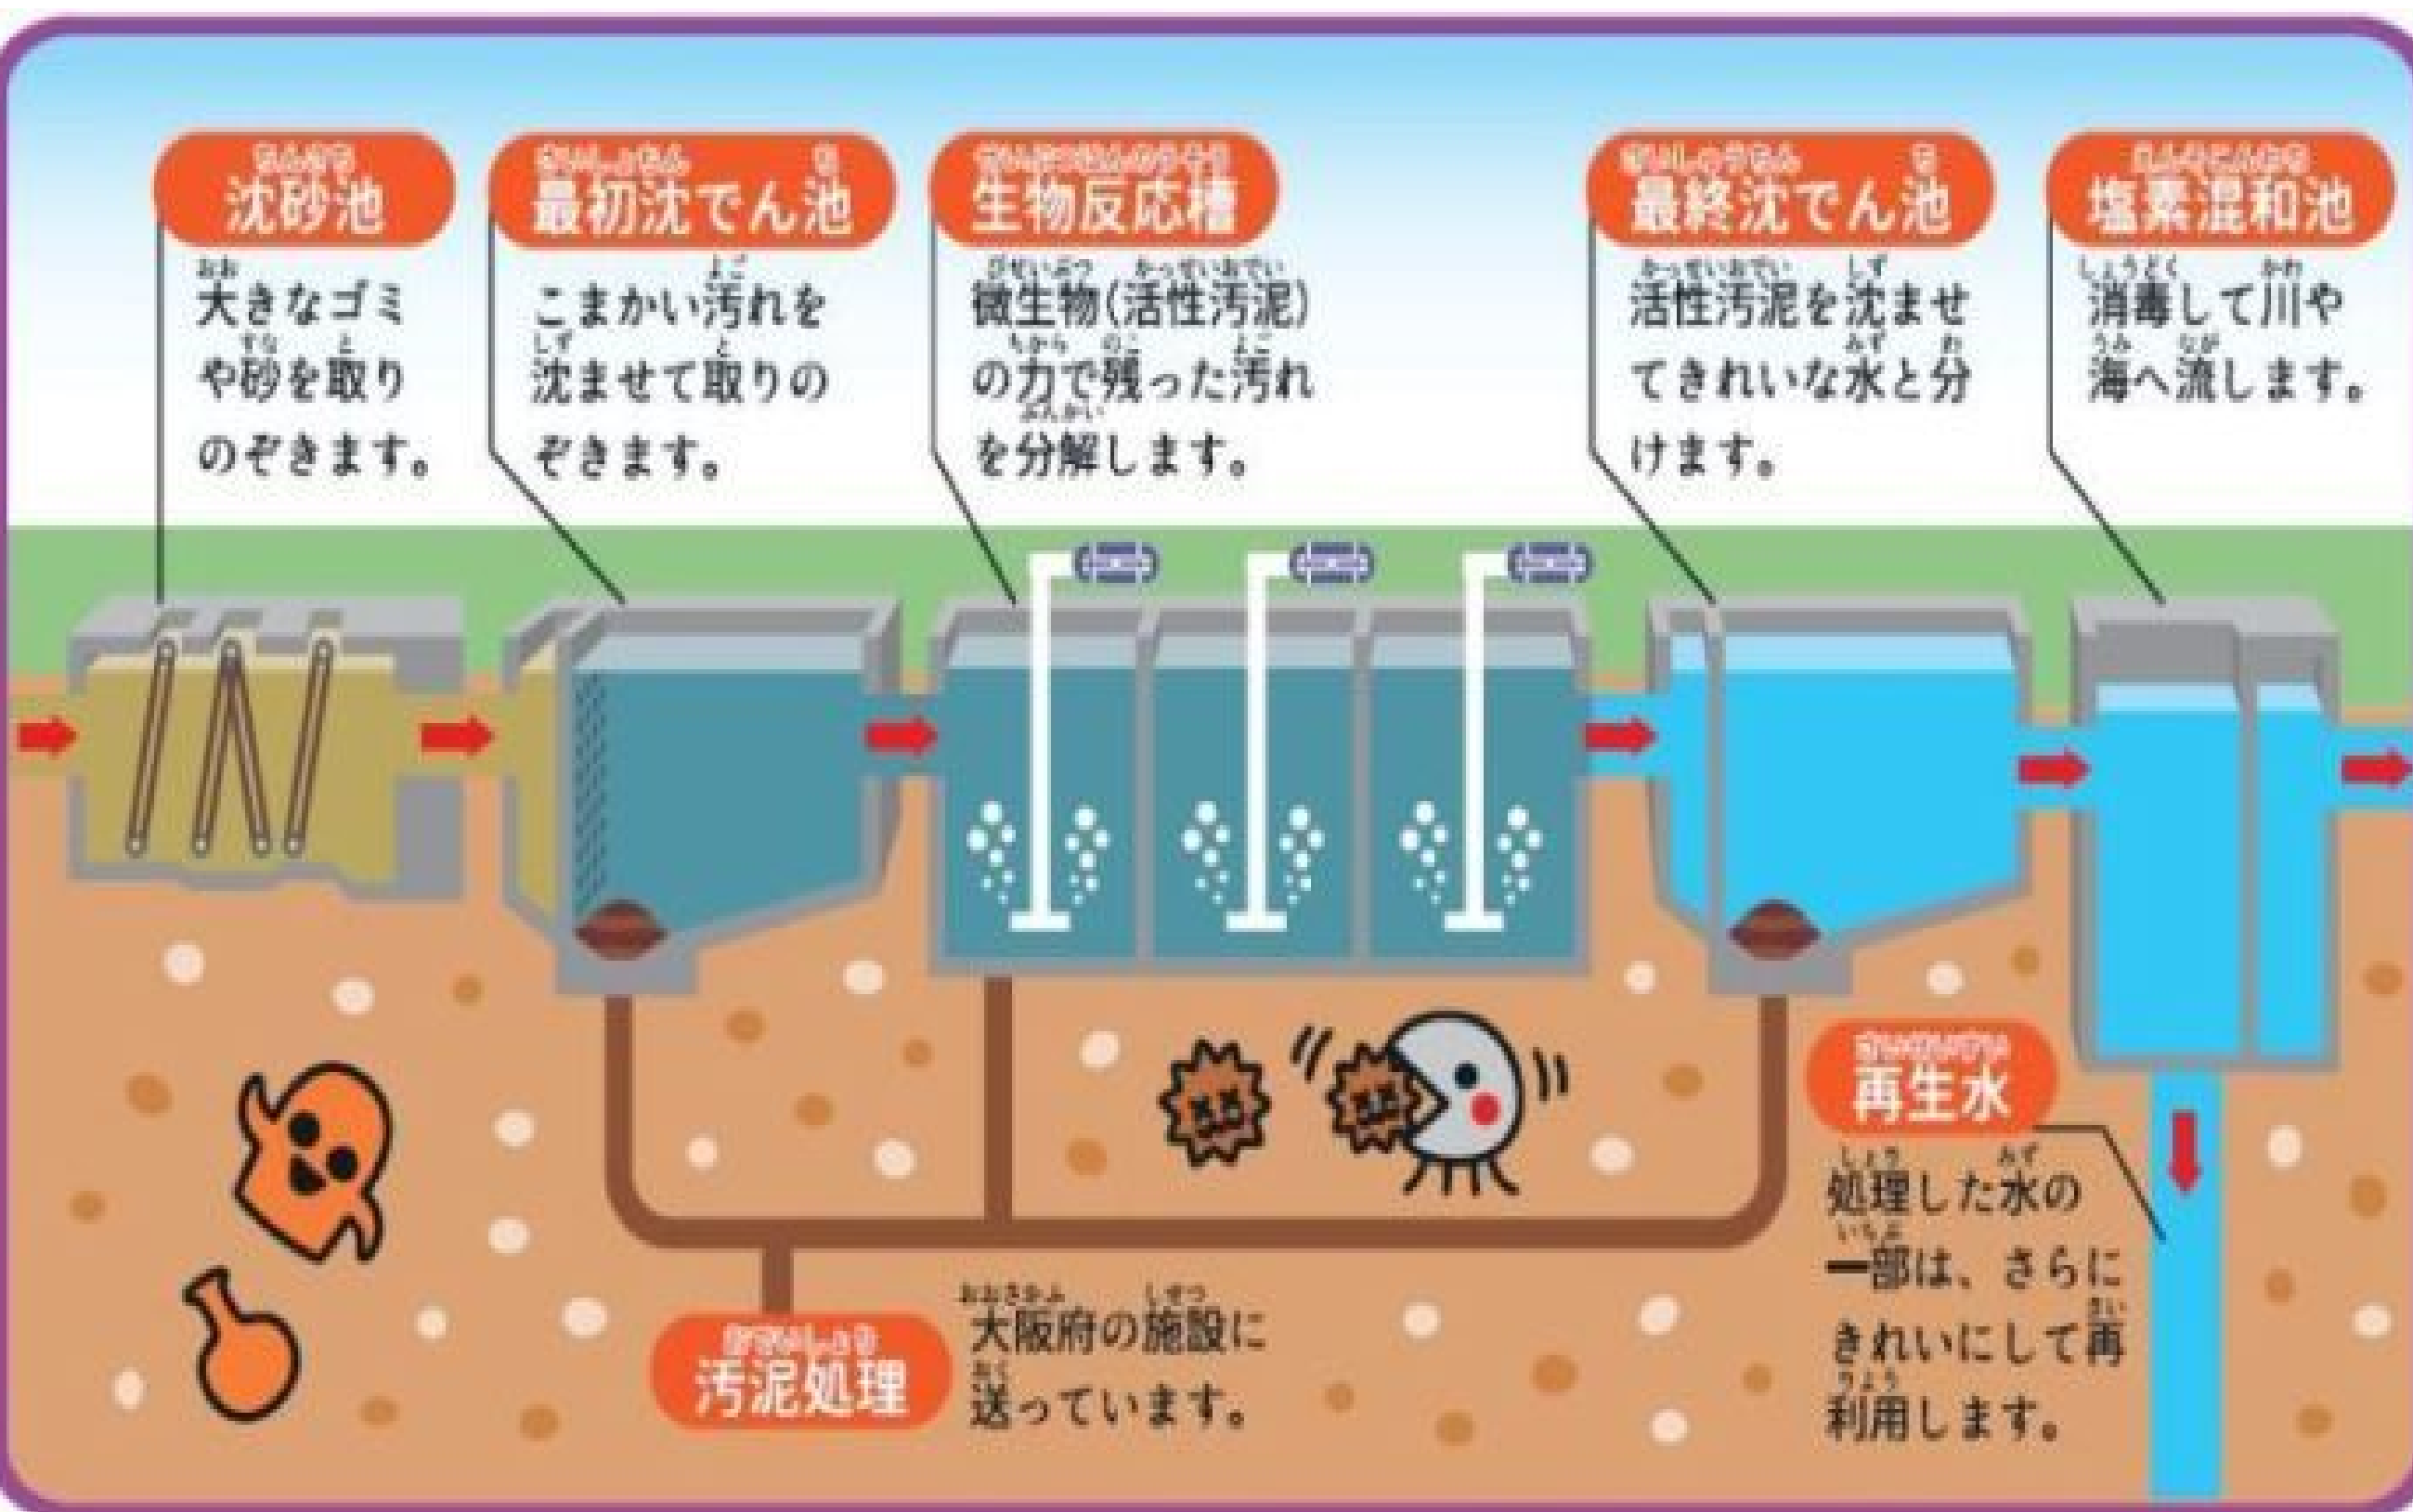 沈砂池
大きなゴミ
や砂を取り
のぞきます。
最初沈でん池
こまかい汚れを
沈ませて取りの
ぞきます。
生物反応槽
微生物(活性汚泥)
の力で残った汚れ
を分解します。
最終沈でん池
活性汚泥を沈ませ
てきれいな水と分
けます。
塩素混和池
消毒して川や
海へ流します。
再生水
処理した水の
一部は、さらに
きれいにして再
利用します。
汚泥処理
大阪府の施設に
送っています。